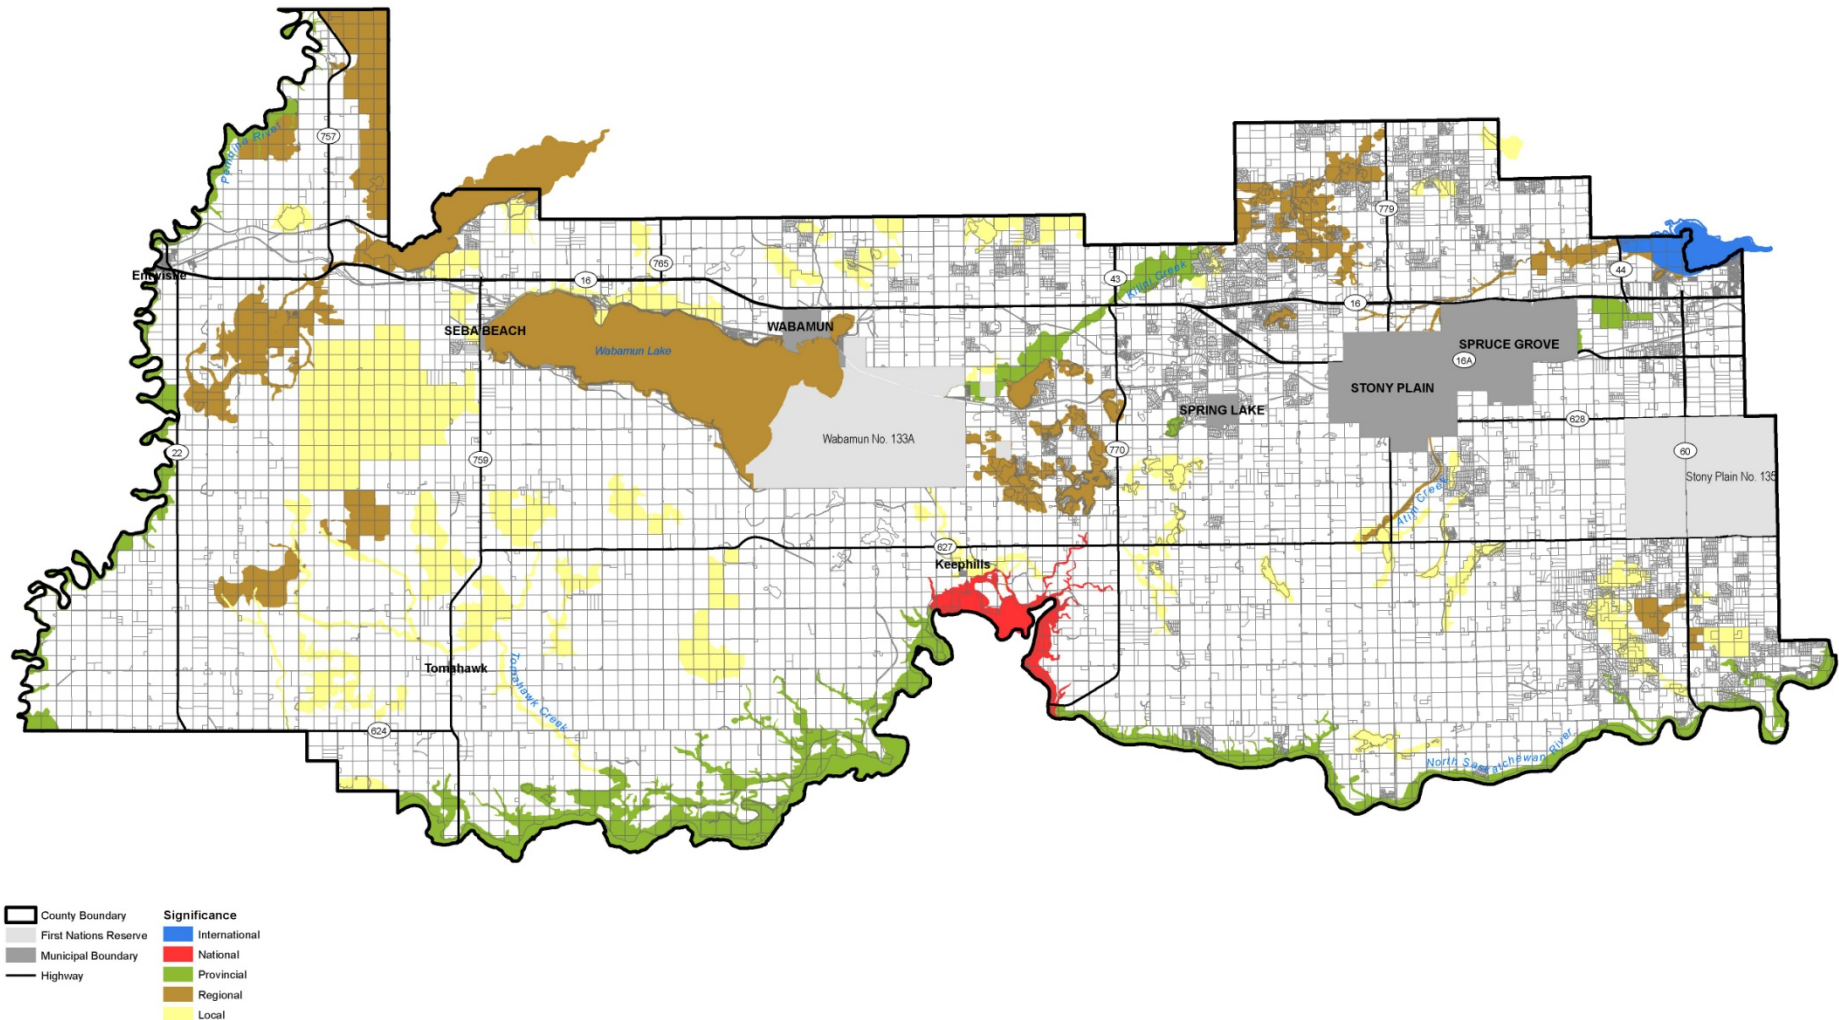 757
Pembina River
779
765
43
Kilini Creek
44
Entwistle
16
16
SEBA BEACH
WABAMUN
Wabamun Lake
SPRUCE GROVE
16A
STONY PLAIN
SPRING LAKE
628
Wabamun No. 133A
22
759
770
60
Stony Plain No. 135
Atim Creek
627
Keephills
Tomahawk
Tomahawk Creek
624
North Saskatchewan River
County Boundary
First Nations Reserve
Municipal Boundary
Highway
Significance
International
National
Provincial
Regional
Local